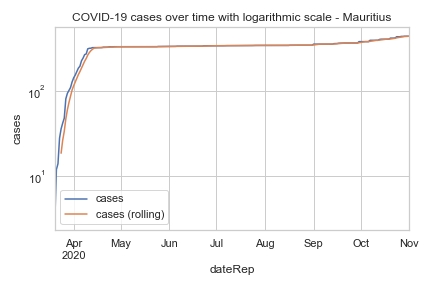 COVID-19 cases over time with logarithmic scale - Mauritius
cases
10²
10¹
cases
cases (rolling)
Apr May Jun Jul Aug Sep Oct Nov
2020
dateRep